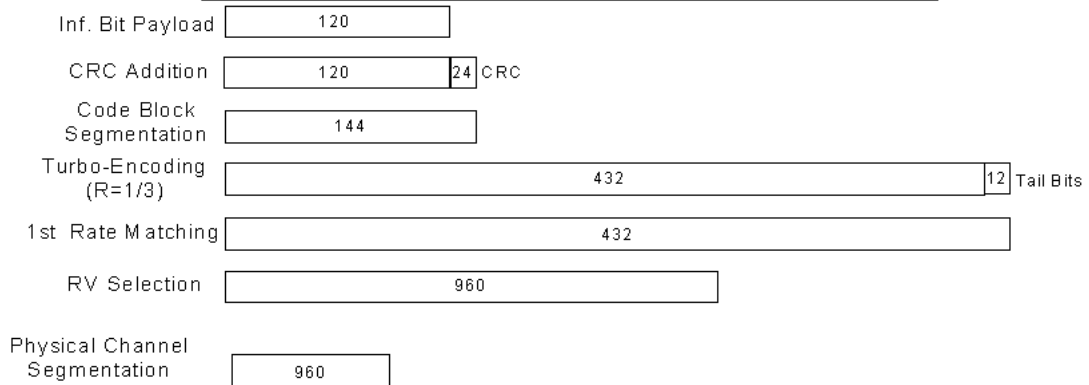 Inf. Bit Payload 120
CRC Addition 120 24 CRC
Code Block
Segmentation 144
Turbo-Encoding
(R=1/3) 432 12 Tail Bits
1st Rate Matching 432
RV Selection 960
Physical Channel
Segmentation 960